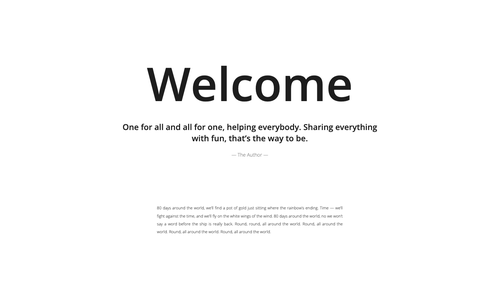 Welcome
One for all and all for one, helping everybody. Sharing everything
with fun, that's the way to be.
— The Author —
80 days around the world, we'll find a pot of gold just sitting where the rainbow's ending. Time — we'll
fight against the time, and we'll fly on the white wings of the wind. 80 days around the world, no we won't
say a word before the ship is really back. Round, round, all around the world. Round, all around the
world. Round, all around the world. Round, all around the world.